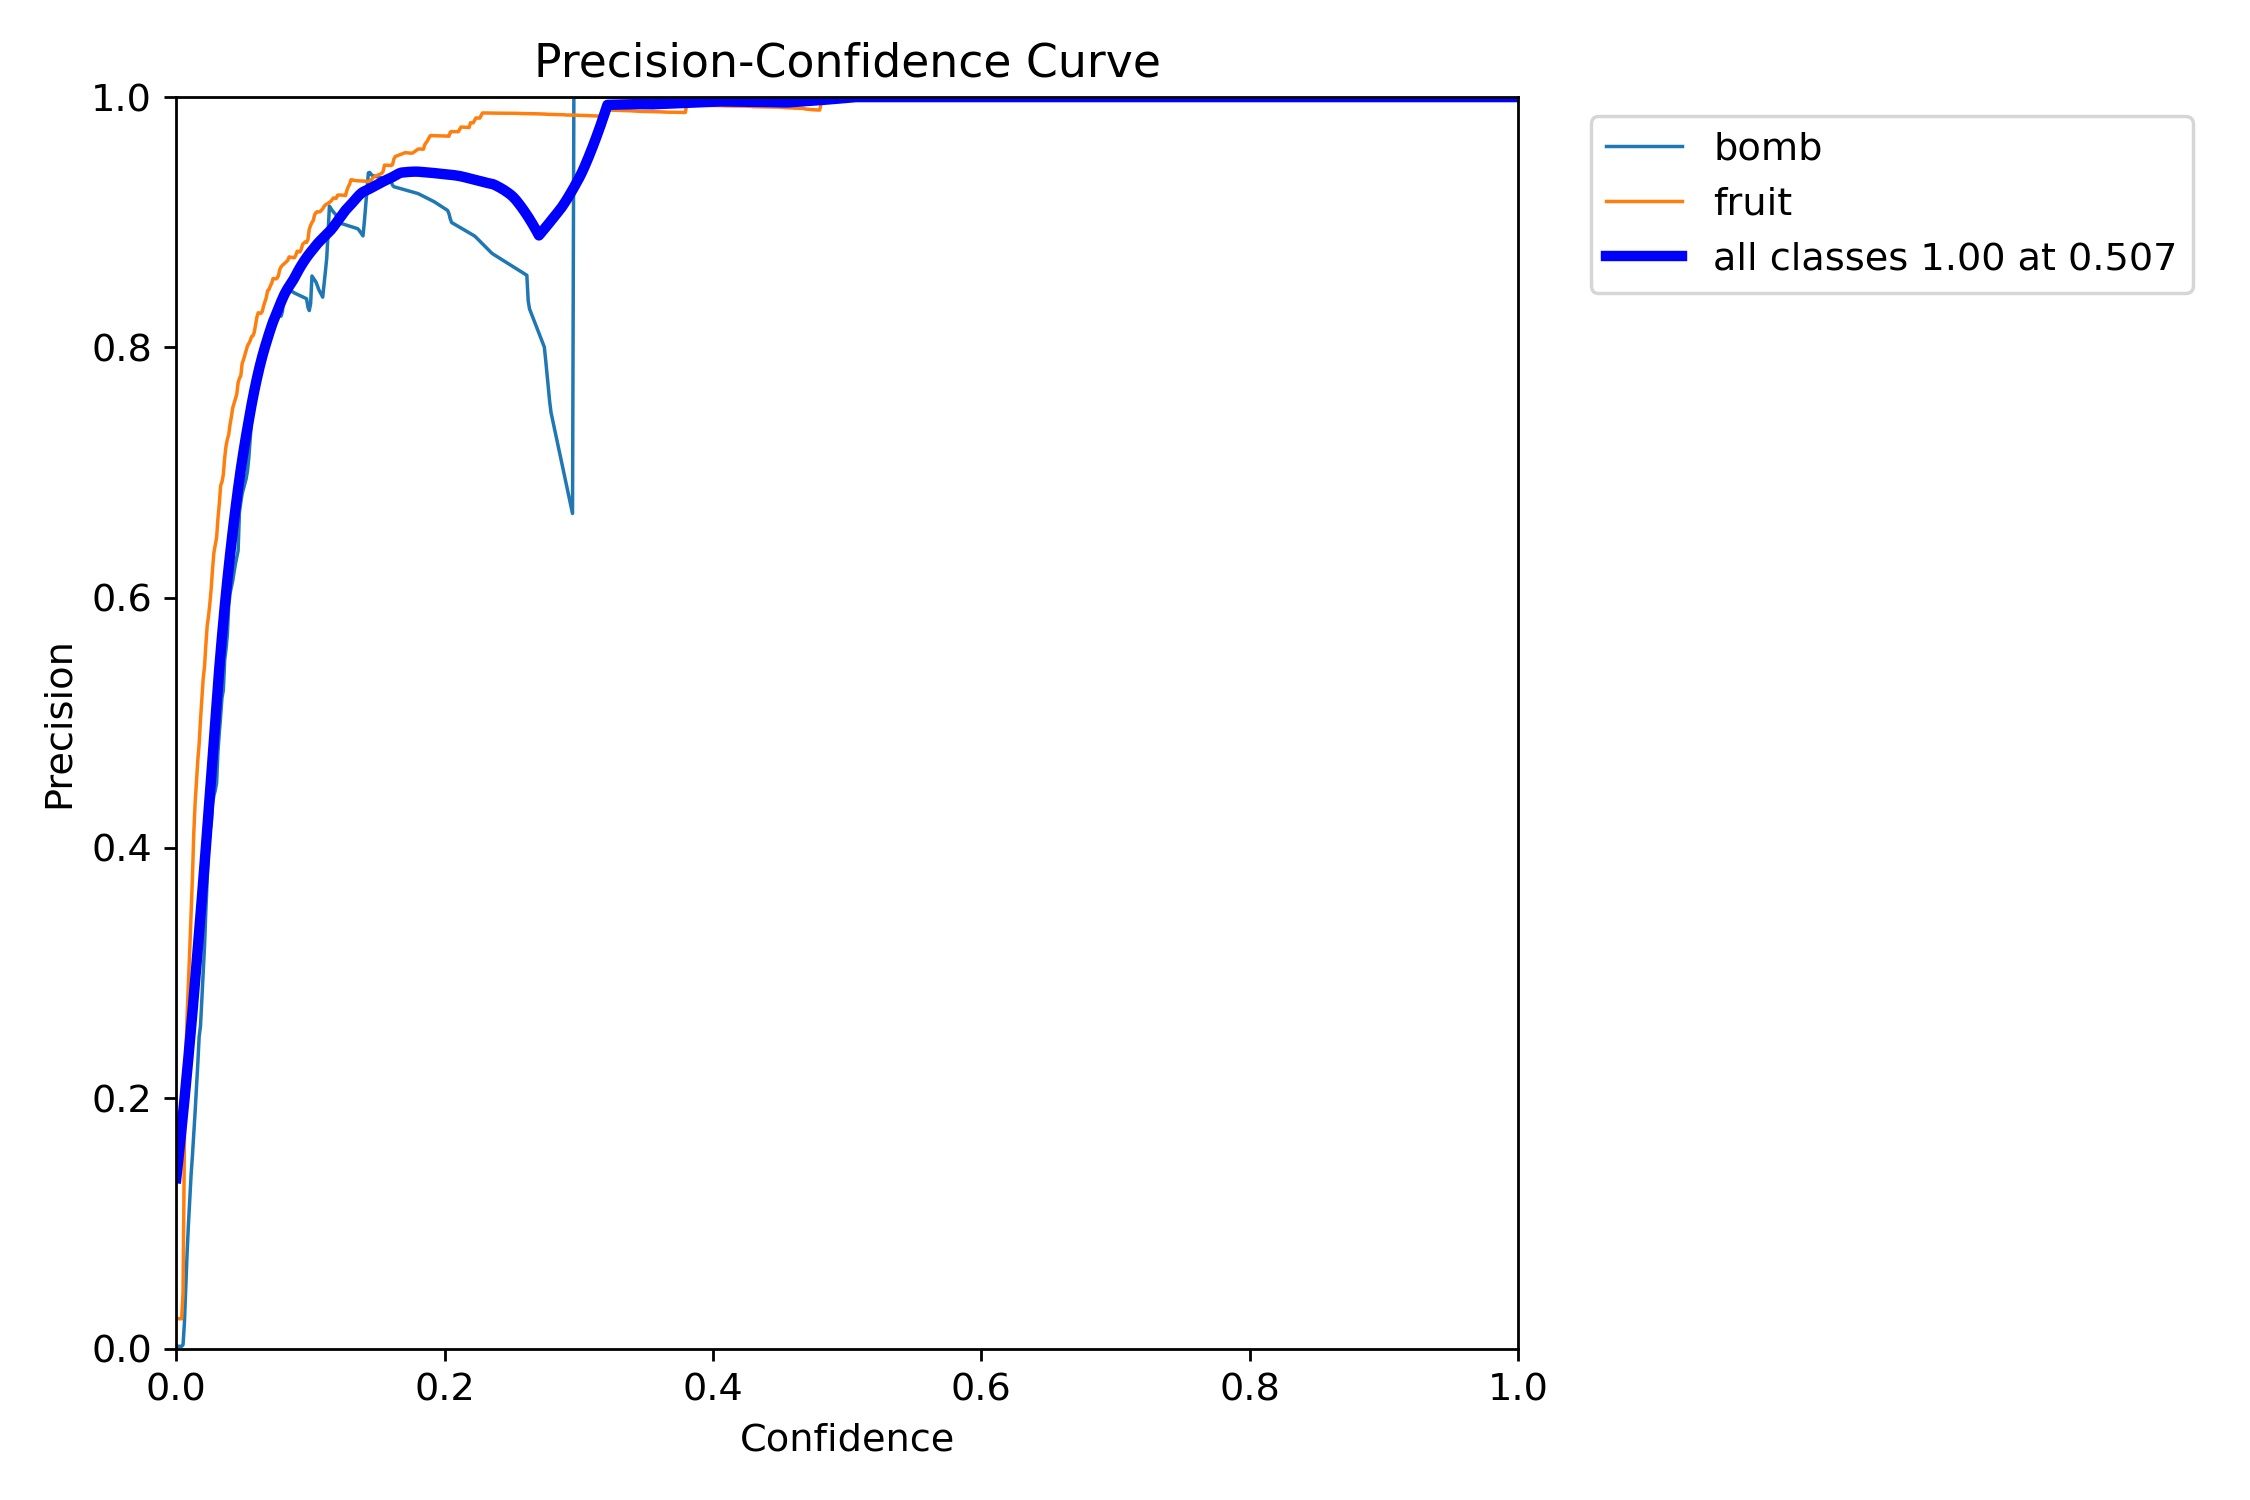 Precision-Confidence Curve
1.0
0.8
0.6
0.4
0.2
0.0
Precision
0.0 0.2 0.4 0.6 0.8 1.0
Confidence
bomb
fruit
all classes 1.00 at 0.507